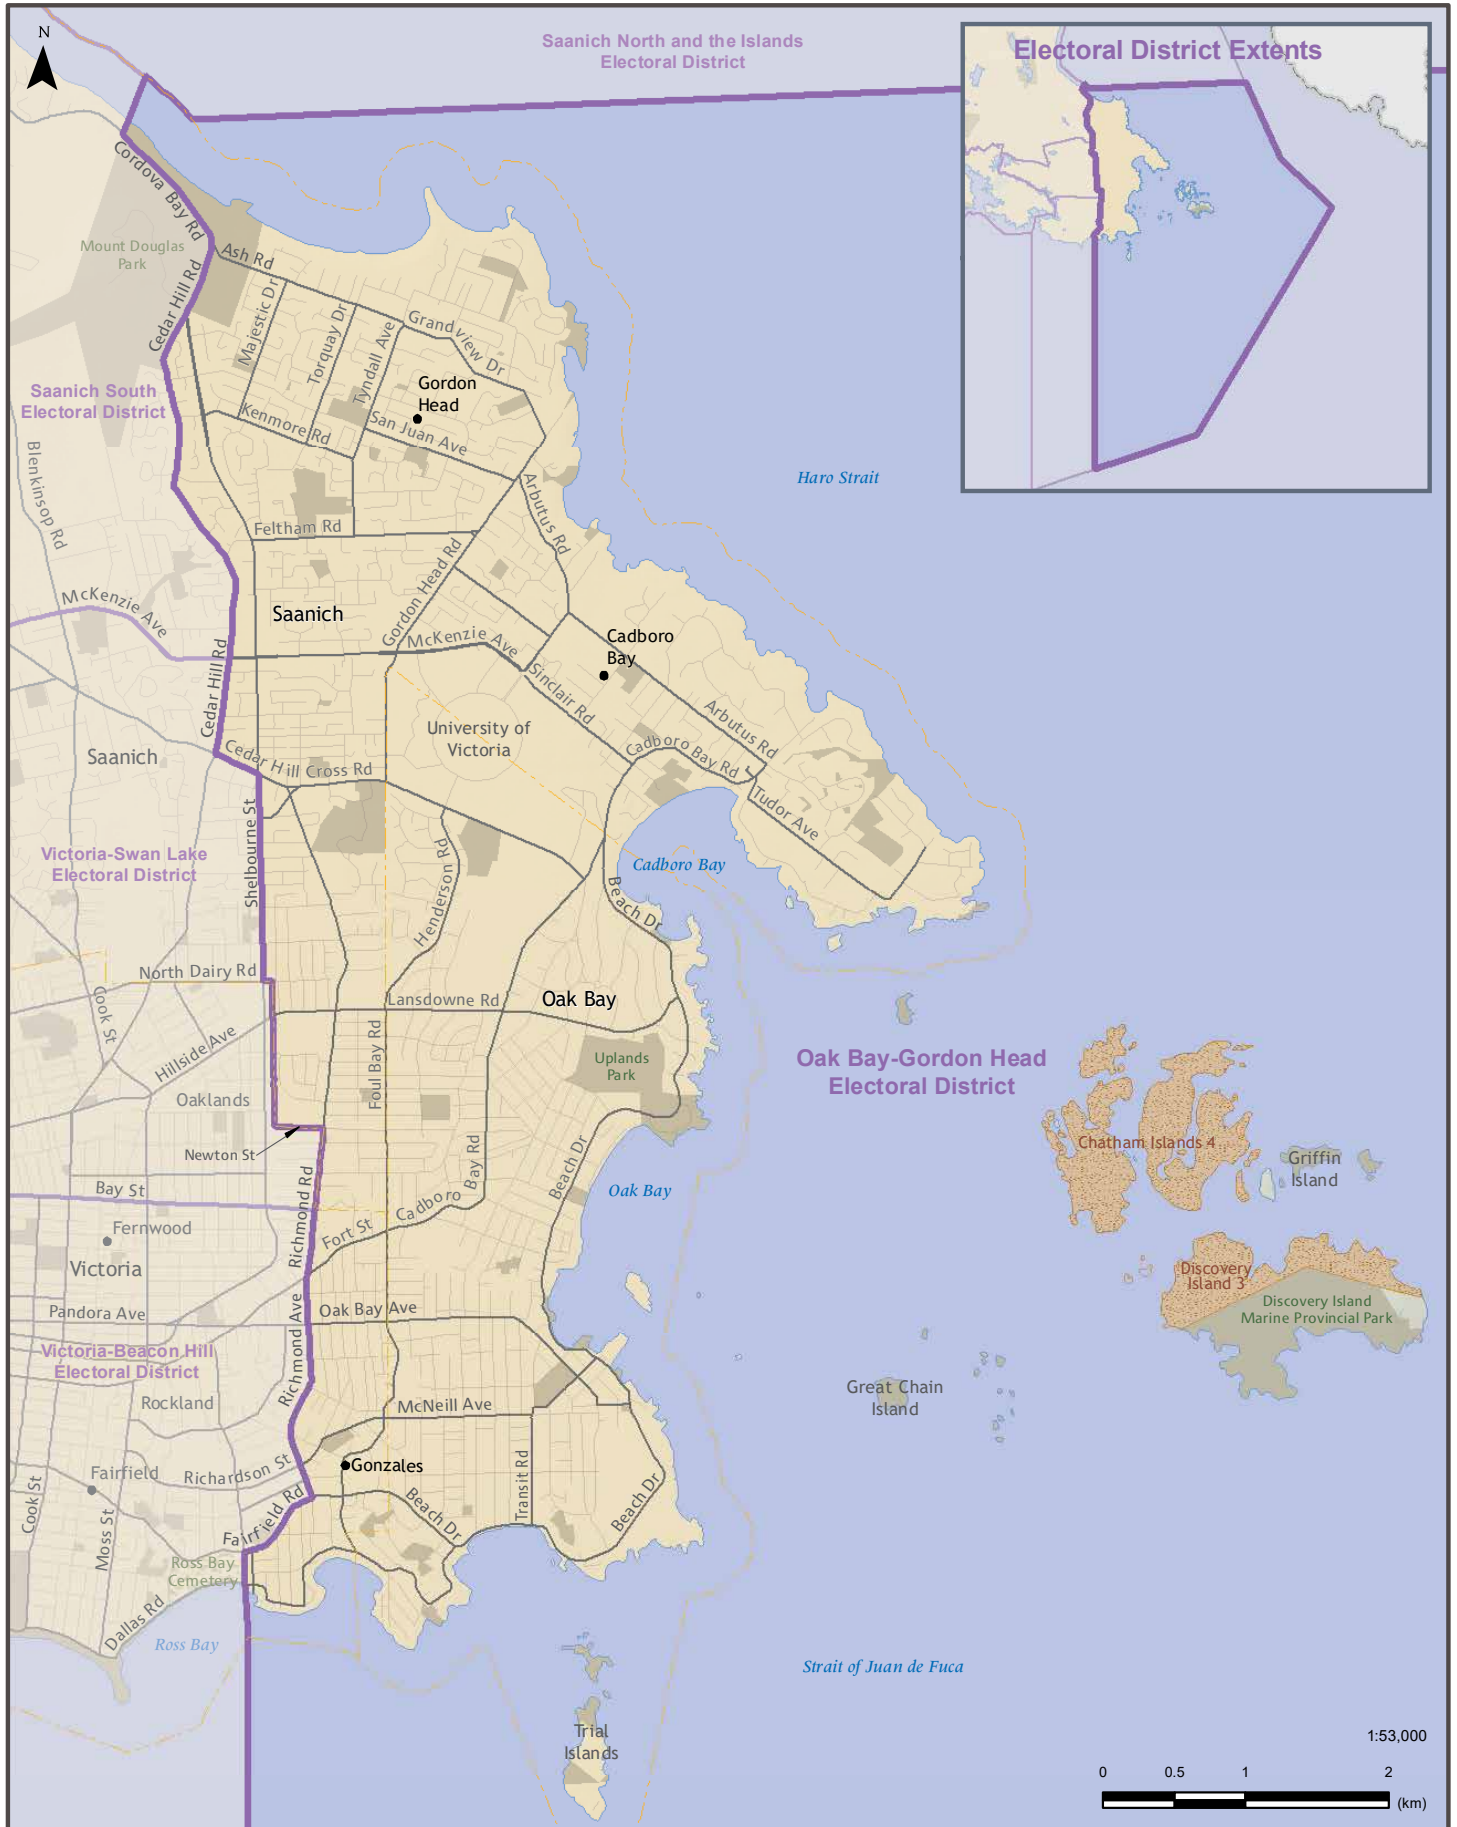 N
Saanich North and the Islands
Electoral District
Electoral District Extents
Cordova Bay Rd
Mount Douglas
Park
Ash Rd
Cedar Hill Rd
Majestic Dr
Torquay Dr
Tyndall Ave
Grandview Dr
Gordon
Head
Saanich South
Electoral District
Kenmore Rd
San Juan Ave
Blenkinsop Rd
Haro Strait
Arbutus Rd
Feltham Rd
Gordon Head Rd
McKenzie Ave
Saanich
McKenzie Ave
Cadboro
Bay
Cedar Hill Rd
Sinclair Rd
University of
Victoria
Arbutus Rd
Saanich
Cedar Hill Cross Rd
Cadboro Bay Rd
Tudor Ave
Shelbourne St
Victoria-Swan Lake
Electoral District
Henderson Rd
Cadboro Bay
Beach Dr
North Dairy Rd
Cook St
Lansdowne Rd
Oak Bay
Hillside Ave
Foul Bay Rd
Uplands
Park
Oak Bay-Gordon Head
Electoral District
Oaklands
Newton St
Chatham Islands 4
Griffin
Island
Bay St
Richmond Rd
Cadboro Bay Rd
Beach Dr
Oak Bay
Fernwood
Fort St
Victoria
Discovery
Island 3
Discovery Island
Marine Provincial Park
Pandora Ave
Oak Bay Ave
Richmond Ave
Victoria-Beacon Hill
Electoral District
Rockland
McNeill Ave
Great Chain
Island
Fairfield
Richardson St
Gonzales
Cook St
Moss St
Fairfield Rd
Beach Dr
Transit Rd
Beach Dr
Ross Bay
Cemetery
Dallas Rd
Ross Bay
Strait of Juan de Fuca
Trial
Islands
1:53,000
0 0.5 1 2
(km)